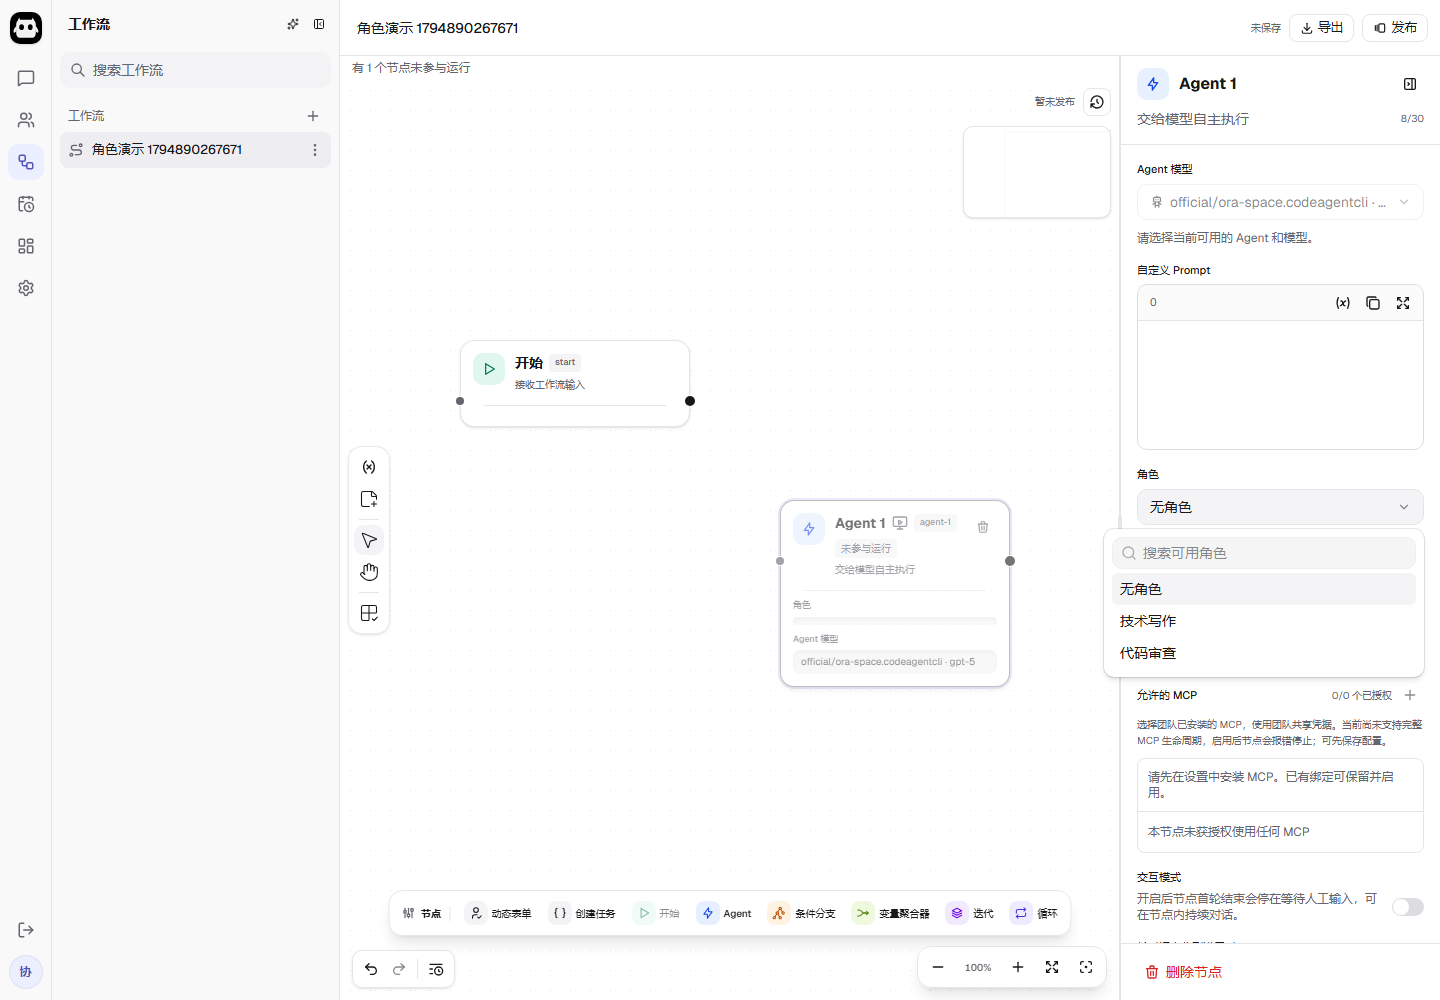 工作流
搜索工作流
工作流
角色演示 1794890267671
协
角色演示 1794890267671
未保存
导出
发布
有 1 个节点未参与运行
暂未发布
开始
start
接收工作流输入
Agent 1
agent-1
未参与运行
交给模型自主执行
角色
Agent 模型
official/ora-space.codeagentcli · gpt-5
节点
动态表单
创建任务
开始
Agent
条件分支
变量聚合器
迭代
循环
100%
Agent 1
交给模型自主执行
8/30
Agent 模型
official/ora-space.codeagentcli · ...
请选择当前可用的 Agent 和模型。
自定义 Prompt
0
角色
无角色
搜索可用角色
无角色
技术写作
代码审查
允许的 MCP
0/0 个已授权
选择团队已安装的 MCP，使用团队共享凭据。当前尚未支持完整
MCP 生命周期，启用后节点会报错停止；可先保存配置。
请先在设置中安装 MCP。已有绑定可保留并启
用。
本节点未获授权使用任何 MCP
交互模式
开启后节点首轮结束会停在等待人工输入，可
在节点内持续对话。
删除节点